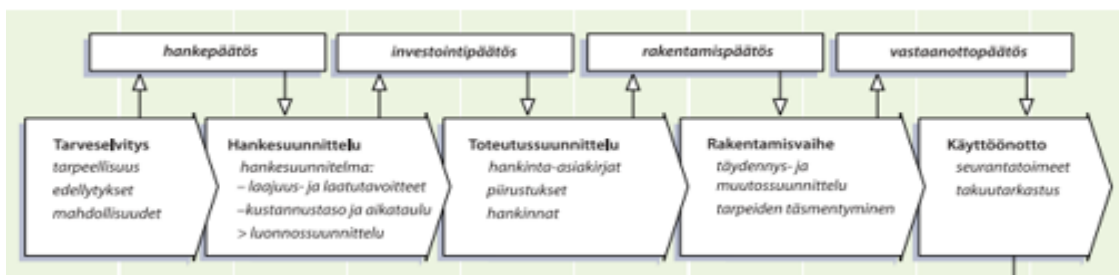 hankepäätös
investointipäätös
rakentamispäätös
vastaanottopäätös
Tarveselvitys
tarpeellisuus
edellytykset
mahdollisuudet
Hankesuunnittelu
hankesuunnitelma:
– laajuus- ja laatutavoitteet
–kustannustaso ja aikataulu
> luonnossuunnittelu
Toteutussuunnittelu
hankinta-asiakirjat
piirustukset
hankinnat
Rakentamisvaihe
täydennys- ja
muutossuunnittelu
tarpeiden täsmentyminen
Käyttöönotto
seurantatoimeet
takuutarkastus